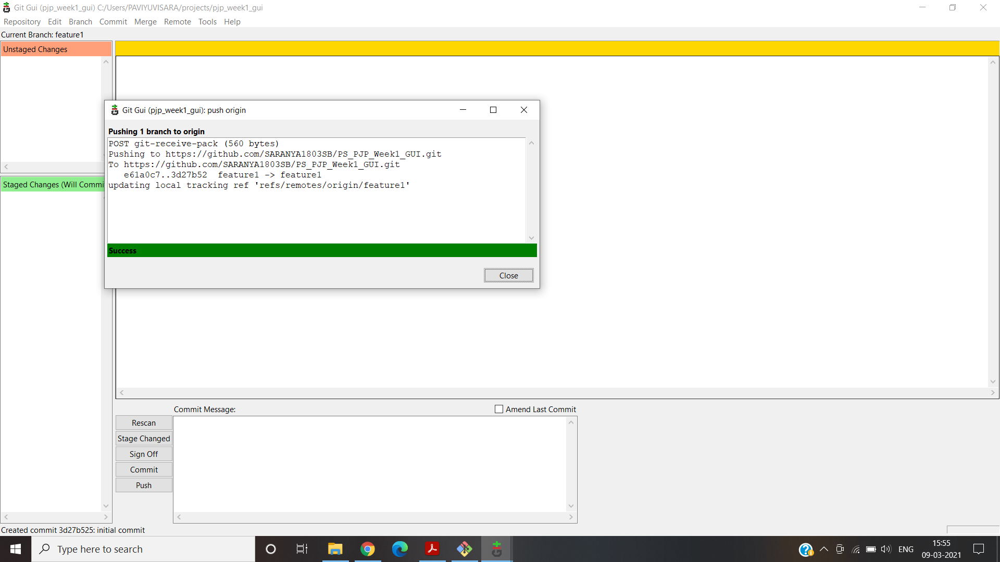 Git Gui (pjp_week1_gui) C:/Users/PAVIYUVISARA/projects/pjp_week1_gui
Repository Edit Branch Commit Merge Remote Tools Help
Current Branch: feature1
Unstaged Changes
Git Gui (pjp_week1_gui): push origin
Pushing 1 branch to origin
POST git-receive-pack (560 bytes)
Pushing to https://github.com/SARANYA1803SB/PS_PJP_Week1_GUI.git
To https://github.com/SARANYA1803SB/PS_PJP_Week1_GUI.git
e61a0c7..3d27b52 feature1 -> feature1
updating local tracking ref 'refs/remotes/origin/feature1'
Success
Close
Staged Changes (Will Commi
Commit Message:
Amend Last Commit
Rescan
Stage Changed
Sign Off
Commit
Push
Created commit 3d27b525: initial commit
Type here to search
ENG
15:55
09-03-2021